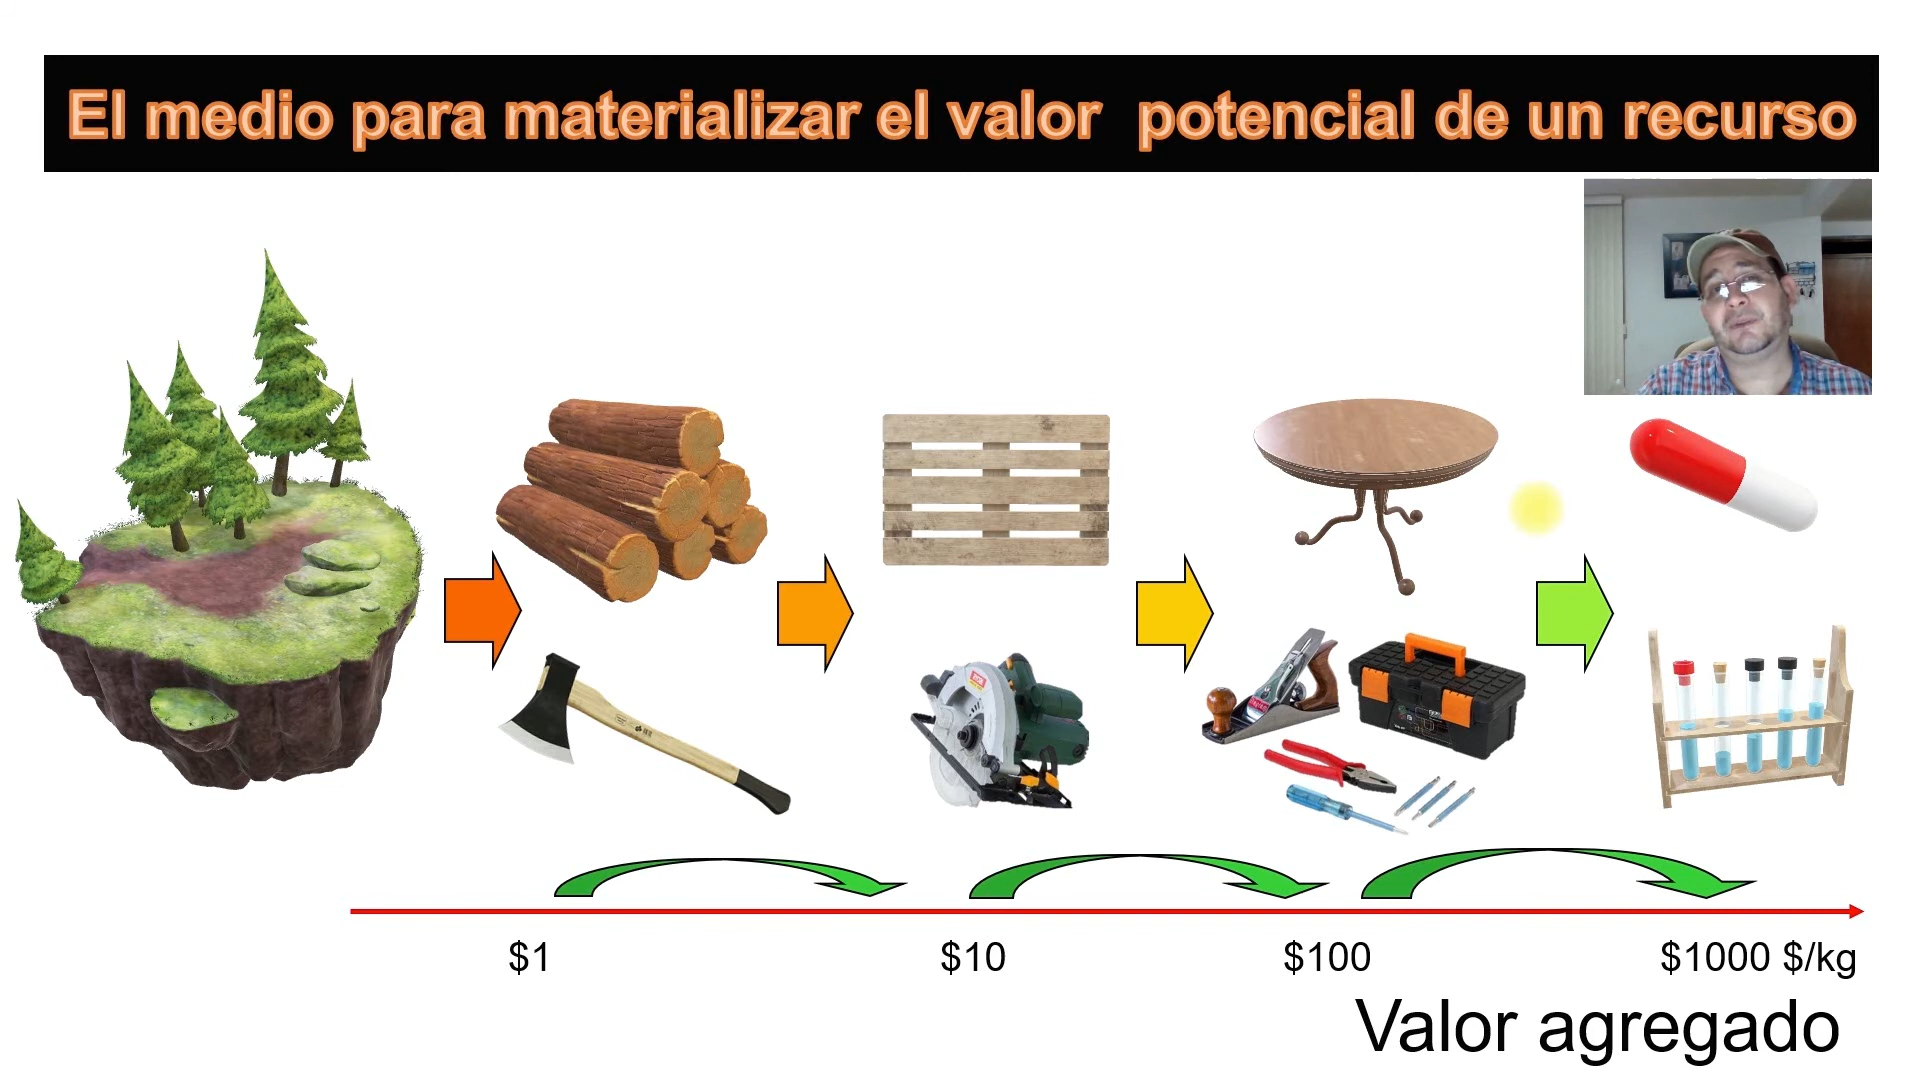 El medio para materializar el valor  potencial de un recurso
$1
$10
$100
$1000 $/kg
Valor agregado